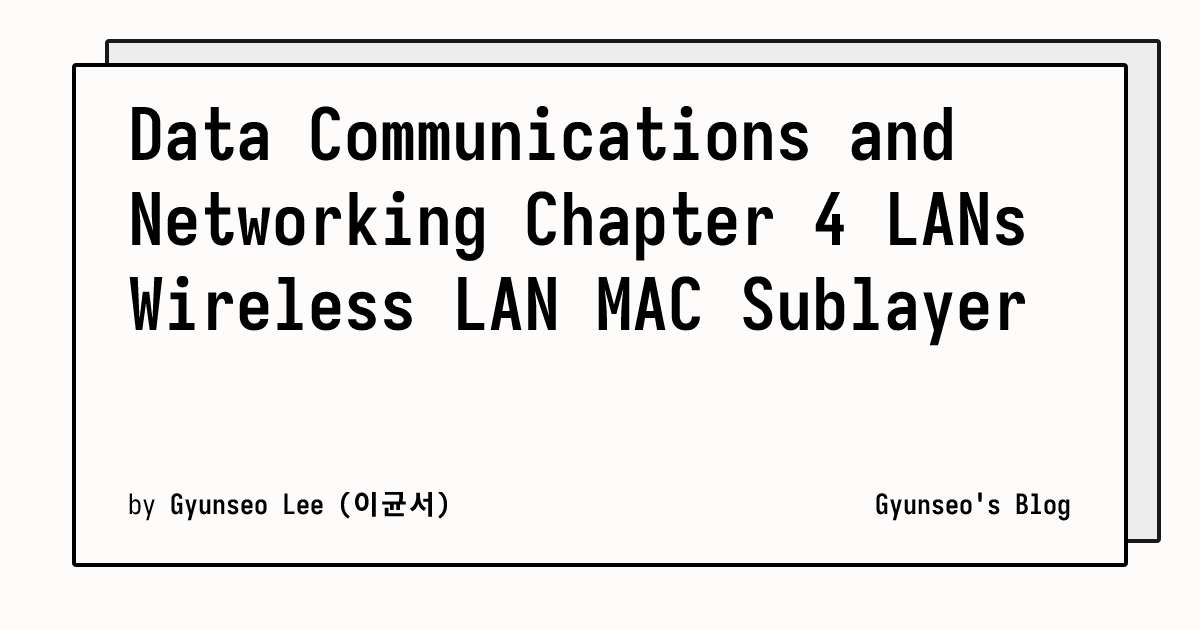 Data Communications and
Networking Chapter 4 LANs
Wireless LAN MAC Sublayer
by Gyunseo Lee (이균서)
Gyunseo's Blog